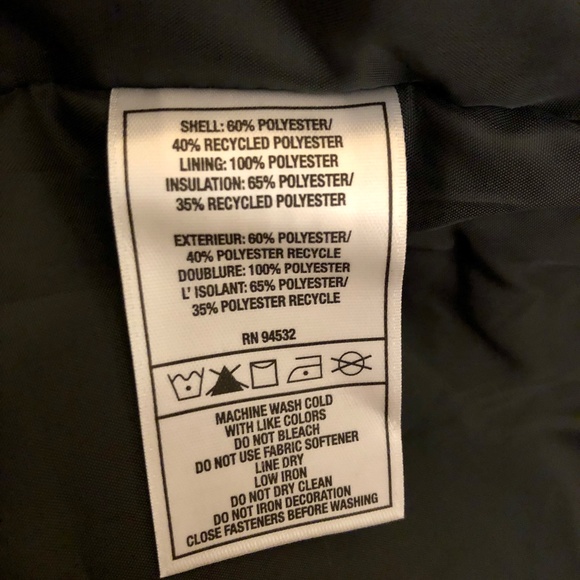 SHELL: 60% POLYESTER/
40% RECYCLED POLYESTER
LINING: 100% POLYESTER
INSULATION: 65% POLYESTER/
35% RECYCLED POLYESTER
EXTERIEUR: 60% POLYESTER/
40% POLYESTER RECYCLE
DOUBLURE: 100% POLYESTER
L' ISOLANT: 65% POLYESTER/
35% POLYESTER RECYCLE
RN 94532
MACHINE WASH COLD
WITH LIKE COLORS
DO NOT BLEACH
DO NOT USE FABRIC SOFTENER
LINE DRY
LOW IRON
DO NOT DRY CLEAN
DO NOT IRON DECORATION
CLOSE FASTENERS BEFORE WASHING